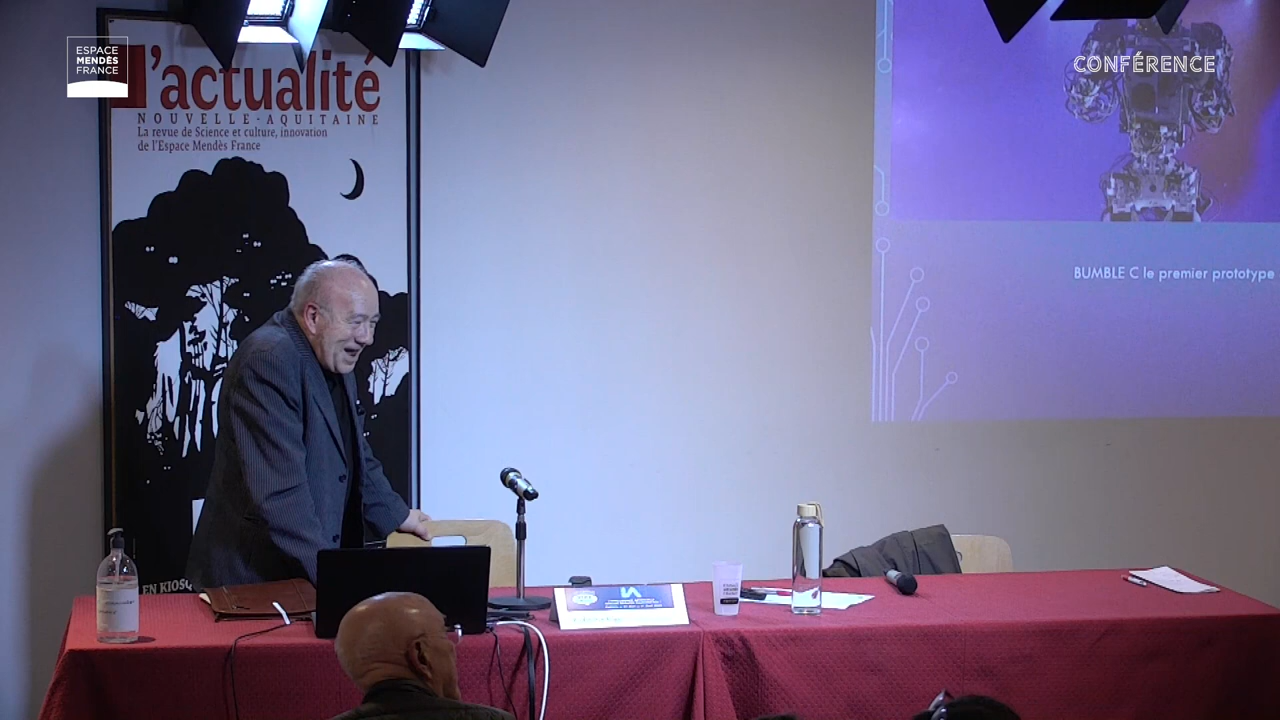 ESPACE
MENDÈS
FRANCE
l'actualité
NOUVELLE-AQUITAINE
La revue de Science et culture, innovation
de l'Espace Mendès France
EN KIOSQ
CONFÉRENCE
BUMBLE C le premier prototype